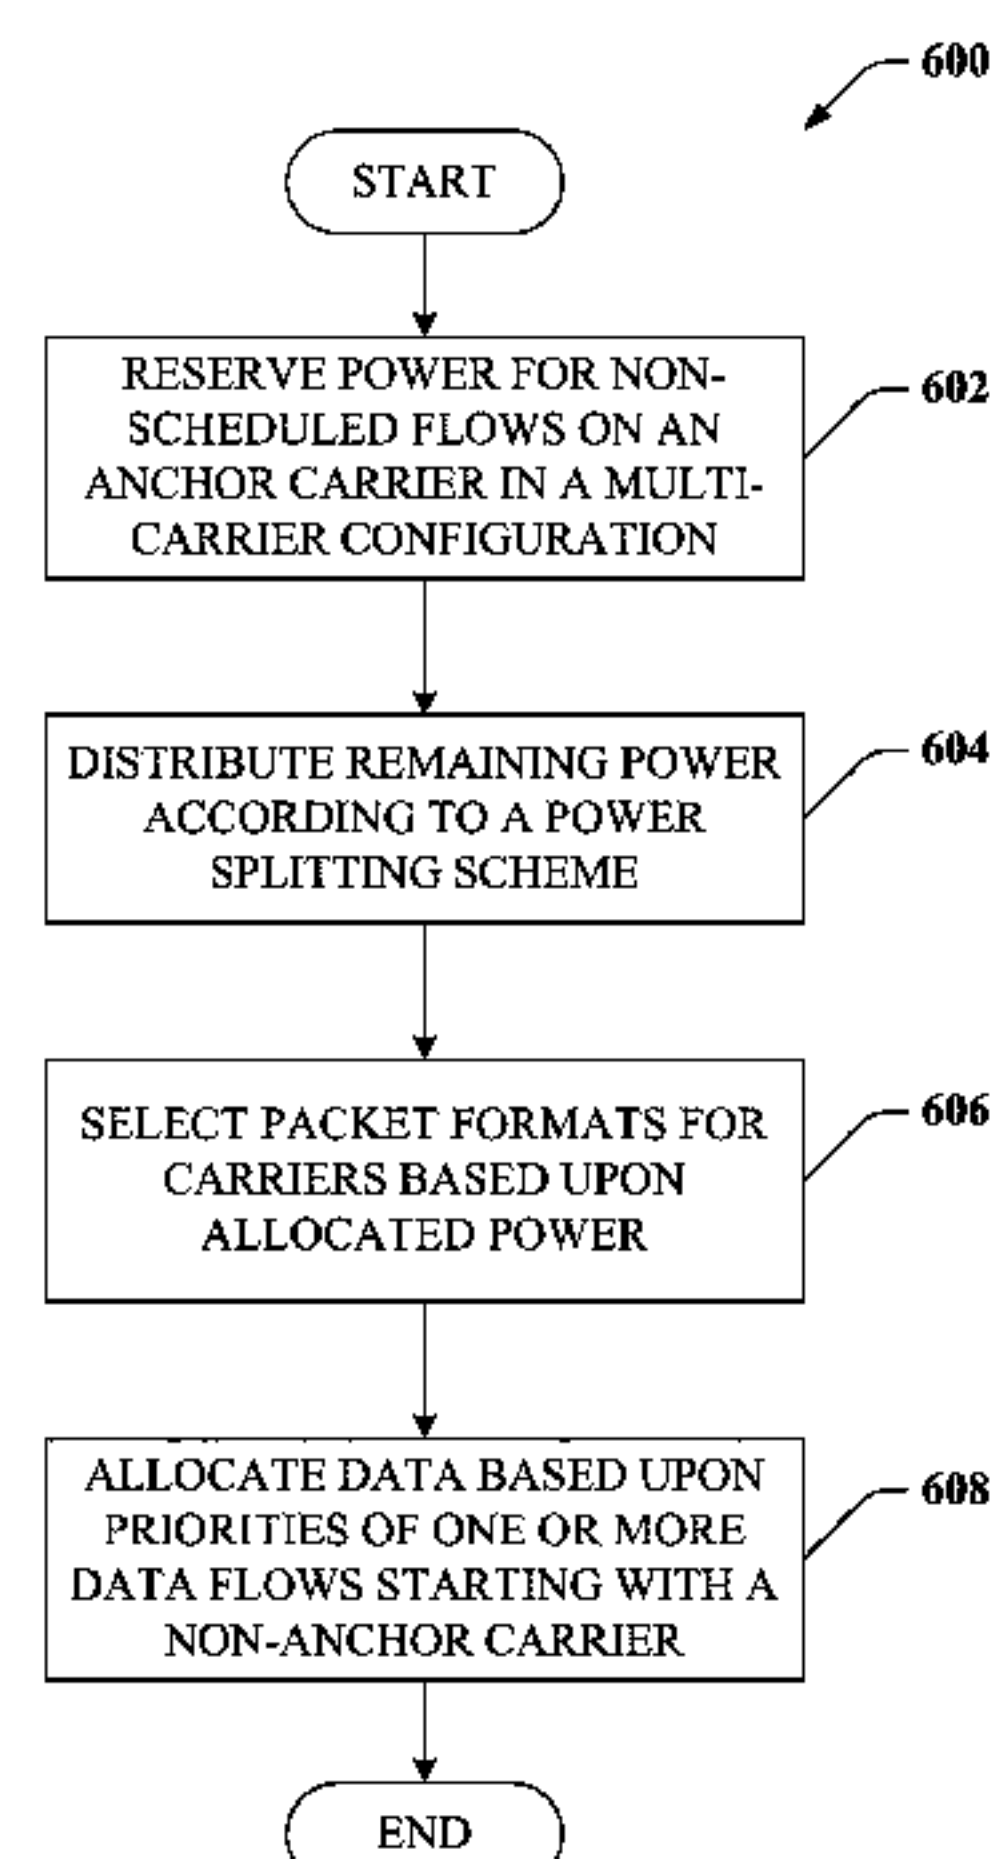 600
START
RESERVE POWER FOR NON-
SCHEDULED FLOWS ON AN
ANCHOR CARRIER IN A MULTI-
CARRIER CONFIGURATION
602
DISTRIBUTE REMAINING POWER
ACCORDING TO A POWER
SPLITTING SCHEME
604
SELECT PACKET FORMATS FOR
CARRIERS BASED UPON
ALLOCATED POWER
606
ALLOCATE DATA BASED UPON
PRIORITIES OF ONE OR MORE
DATA FLOWS STARTING WITH A
NON-ANCHOR CARRIER
608
END